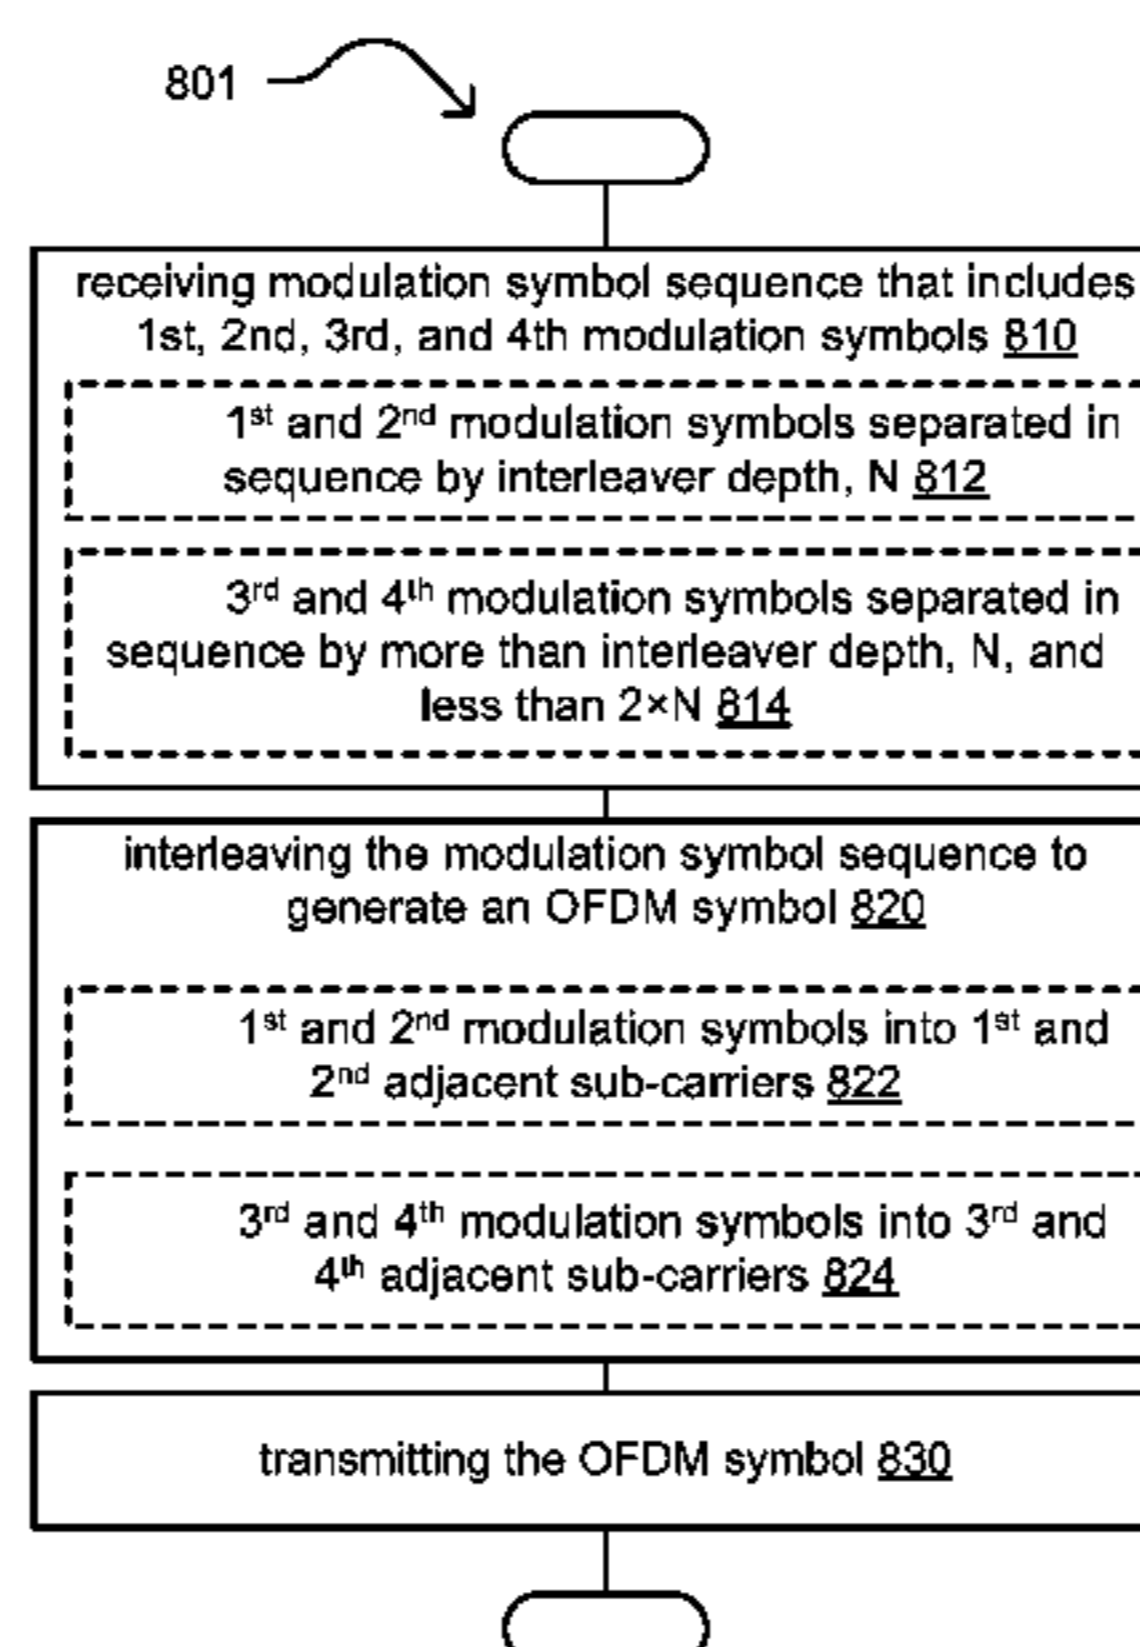 801
receiving modulation symbol sequence that includes
1st, 2nd, 3rd, and 4th modulation symbols 810
1st and 2nd modulation symbols separated in
sequence by interleaver depth, N 812
3rd and 4th modulation symbols separated in
sequence by more than interleaver depth, N, and
less than 2×N 814
interleaving the modulation symbol sequence to
generate an OFDM symbol 820
1st and 2nd modulation symbols into 1st and
2nd adjacent sub-carriers 822
3rd and 4th modulation symbols into 3rd and
4th adjacent sub-carriers 824
transmitting the OFDM symbol 830